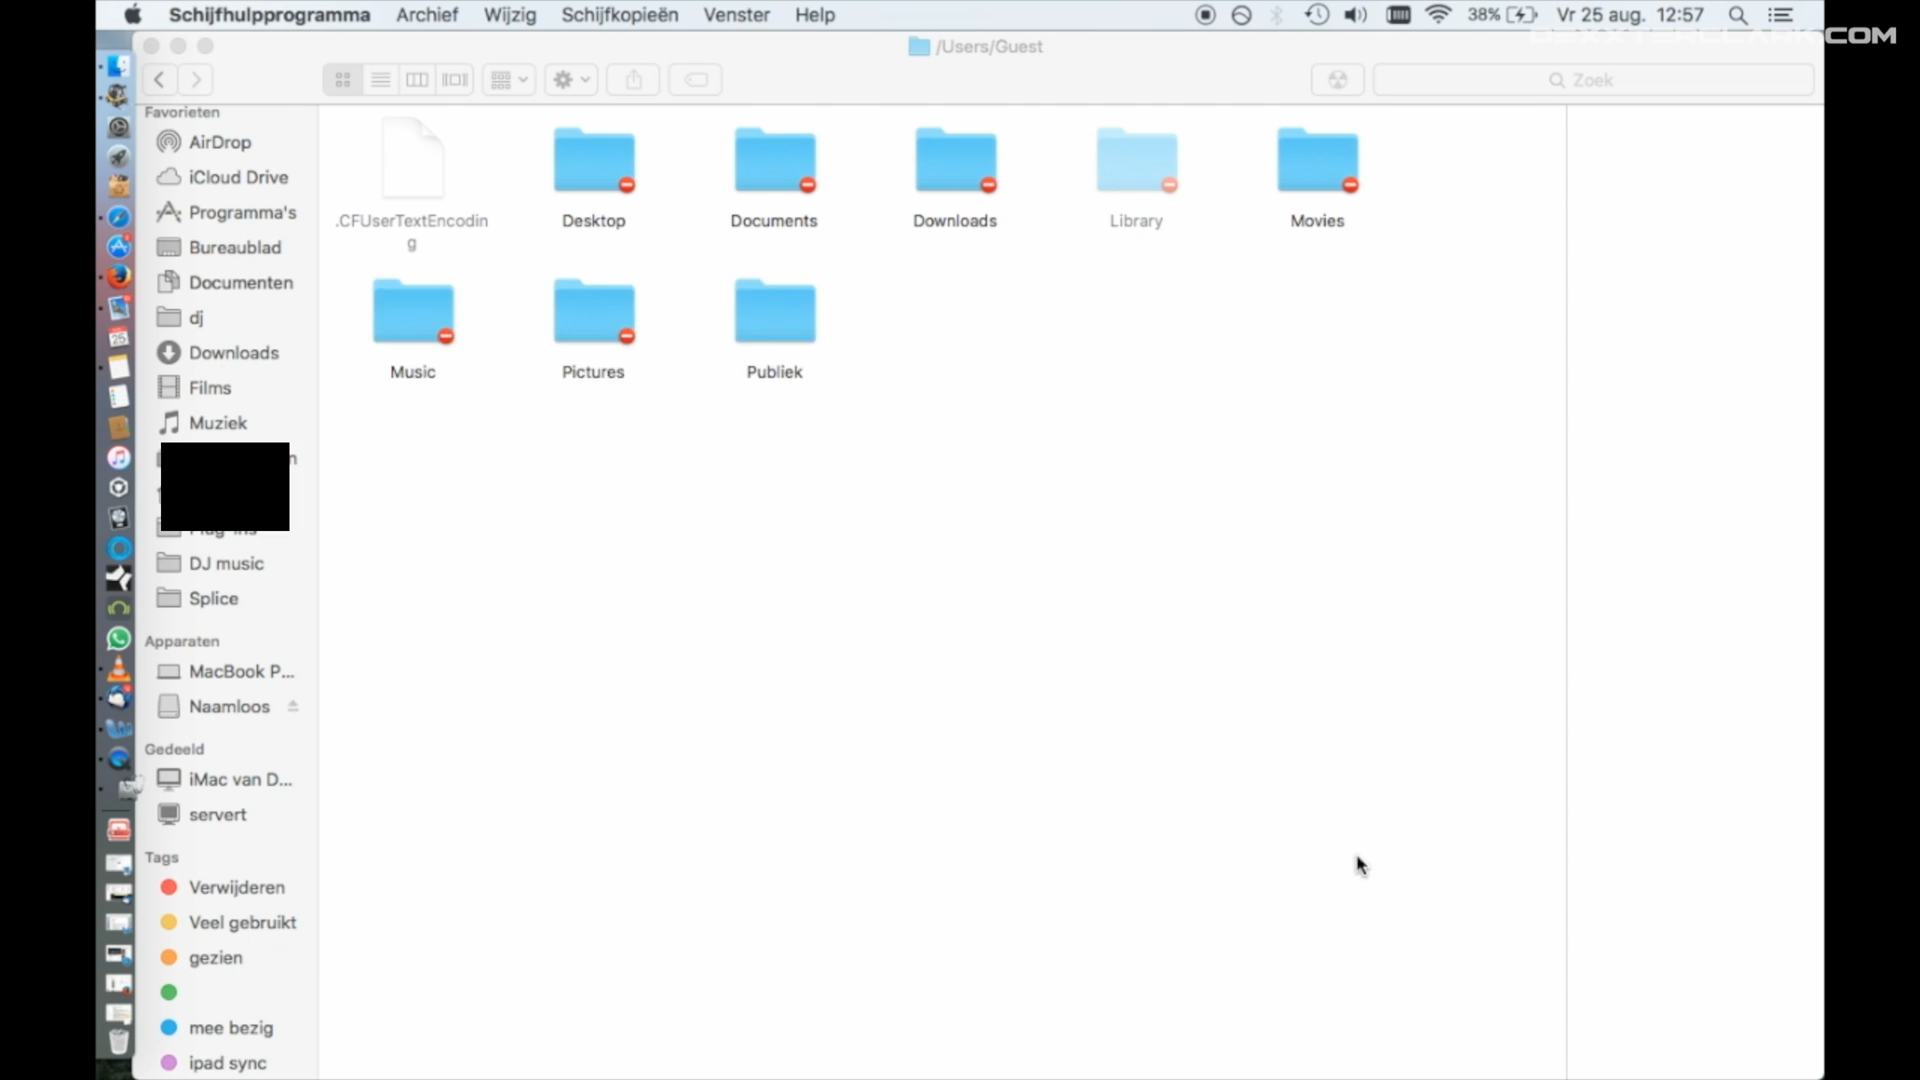 Schijfhulpprogramma Archief Wijzig Schijfkopieën Venster Help 38% Vr 25 aug. 12:57
.COM
/Users/Guest
Zoek
Favorieten
AirDrop
iCloud Drive
Programma's
Bureaublad
Documenten
dj
Downloads
Films
Muziek
DJ music
Splice
Apparaten
MacBook P...
Naamloos
Gedeeld
iMac van D...
servert
Tags
Verwijderen
Veel gebruikt
gezien
mee bezig
ipad sync
.CFUserTextEncodin
g
Desktop
Documents
Downloads
Library
Movies
Music
Pictures
Publiek